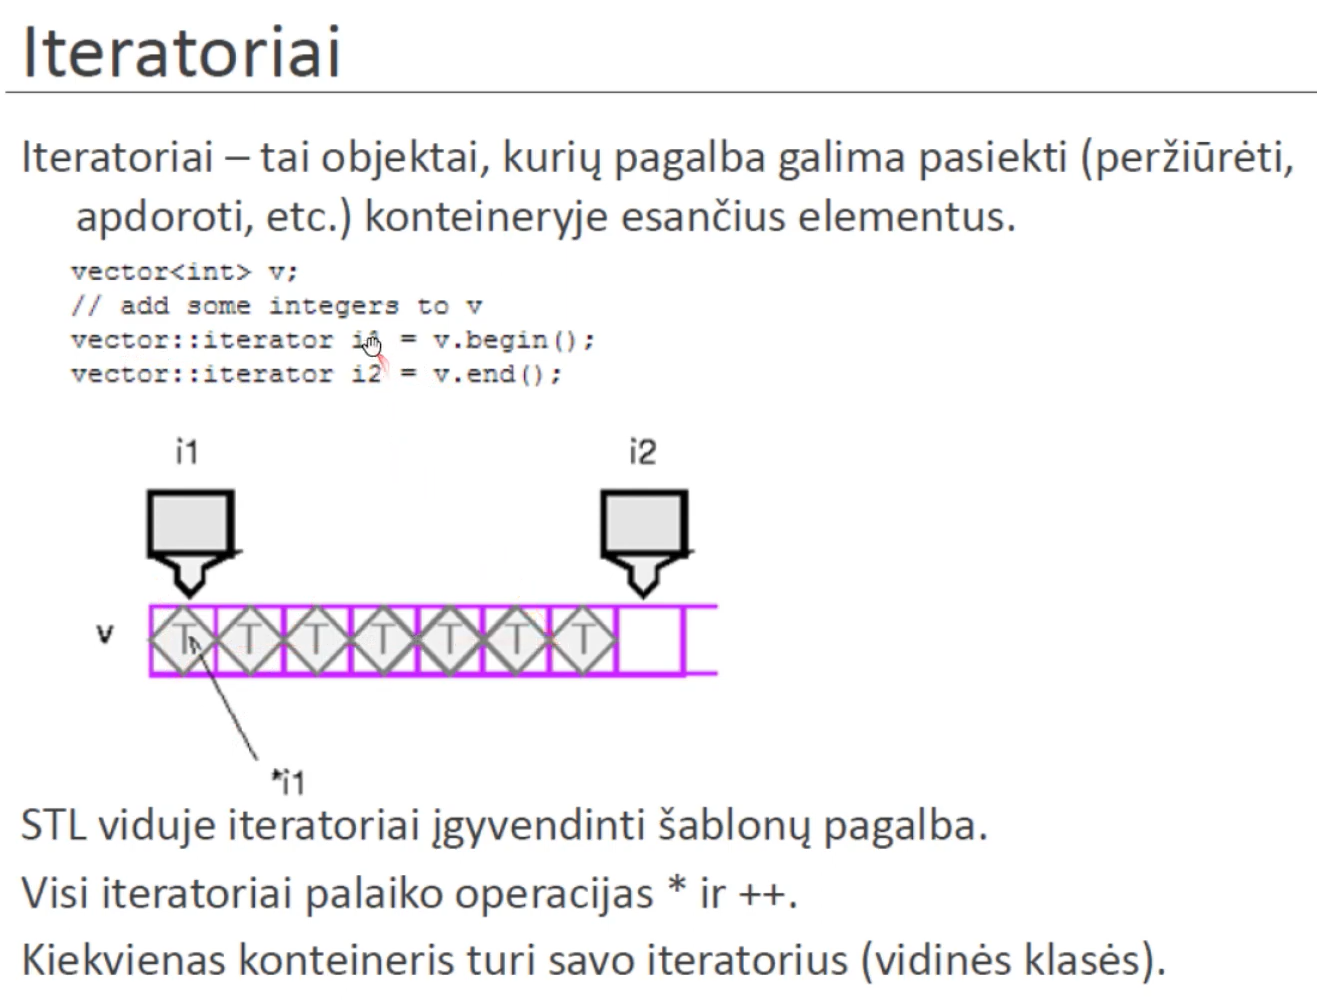 Iteratoriai
Iteratoriai – tai objektai, kurių pagalba galima pasiekti (peržiūrėti,
apdoroti, etc.) konteineryje esančius elementus.
vector<int> v;
// add some integers to v
vector::iterator i1 = v.begin();
vector::iterator i2 = v.end();
i1 i2
v T T T T T T T
*i1
STL viduje iteratoriai įgyvendinti šablonų pagalba.
Visi iteratoriai palaiko operacijas * ir ++.
Kiekvienas konteineris turi savo iteratorius (vidinės klasės).